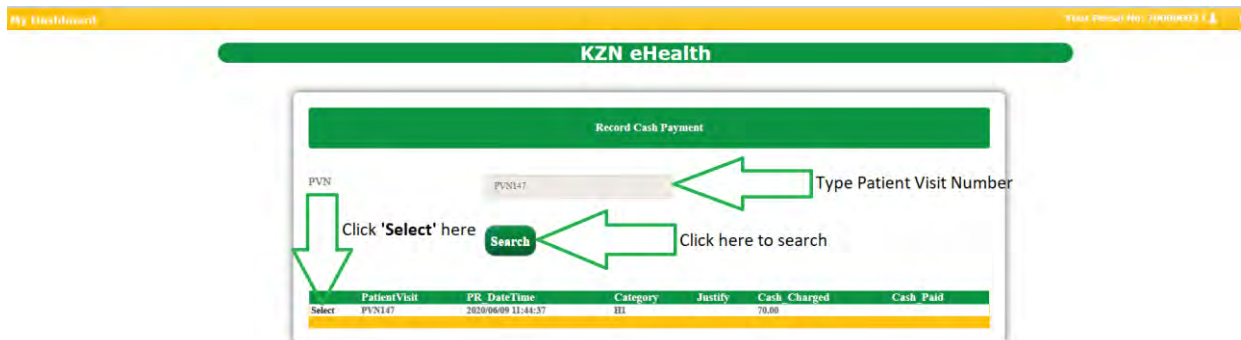 My Dashboard
KZN eHealth
Record Cash Payment
PVN
PVN147
Type Patient Visit Number
Click 'Select' here
Search
Click here to search
PatientVisit PR_DateTime Category Justify Cash_Charged Cash_Paid
Select PVN147 2020/06/09 11:44:37 H1 70.00